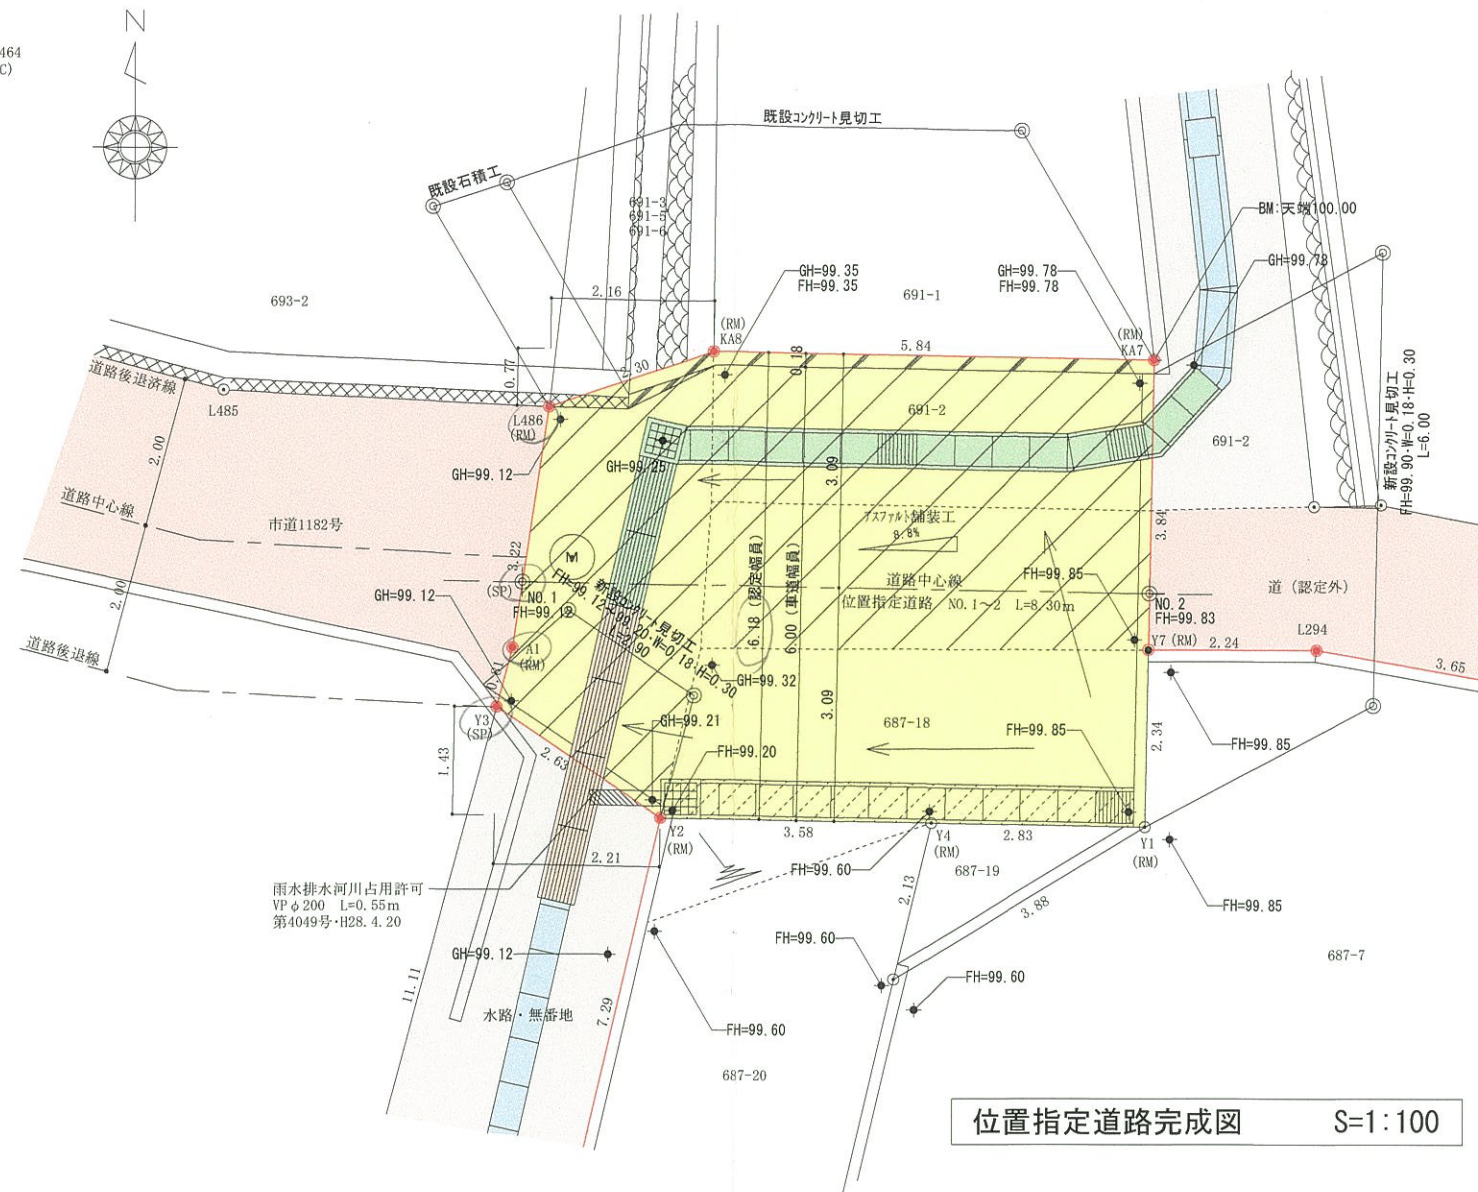 N
464
C)
既設コンクリート見切工
既設石積工
691-3
691-5
691-6
BM:天端100.00
GH=99.78
GH=99.35
FH=99.35
GH=99.78
FH=99.78
693-2
2.16
691-1
(RM)
KA8
5.84
(RM)
KA7
0.18
0.77
2.30
道路後退済線
L485
L486
(RM)
691-2
691-2
新設コンクリート見切工
FH=99.90・W=0.18・H=0.30
L=6.00
2.00
GH=99.12
GH=99.25
3.09
道路中心線
市道1182号
アスファルト舗装工
8.8%
3.84
3.22
M
6.18 (認定幅員)
6.00 (車道幅員)
道路中心線
FH=99.85
道 (認定外)
2.00
GH=99.12
(SP)
NO.1
FH=99.12
新設コンクリート見切工
FH=99.12~99.20・W=0.18・H=0.30
L=2.90
位置指定道路 NO.1~2 L=8.30m
NO.2
FH=99.83
Y7 (RM)
2.24
L294
3.65
道路後退線
A1
(RM)
0.81
GH=99.32
3.09
Y3
(SP)
GH=99.21
687-18
FH=99.85
2.34
FH=99.85
1.43
2.63
FH=99.20
Y2
(RM)
3.58
Y4
(RM)
2.83
Y1
(RM)
2.21
FH=99.60
687-19
雨水排水河川占用許可
VPφ200 L=0.55m
第4049号・H28.4.20
2.13
3.88
FH=99.85
GH=99.12
FH=99.60
687-7
FH=99.60
11.11
水路・無番地
7.29
FH=99.60
687-20
位置指定道路完成図 S=1:100